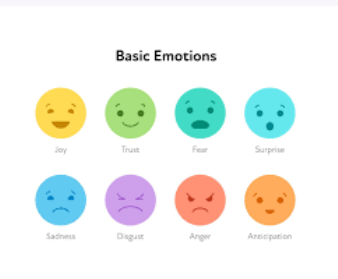 Basic Emotions
Joy Trust Fear Surprise
Sadness Disgust Anger Anticipation